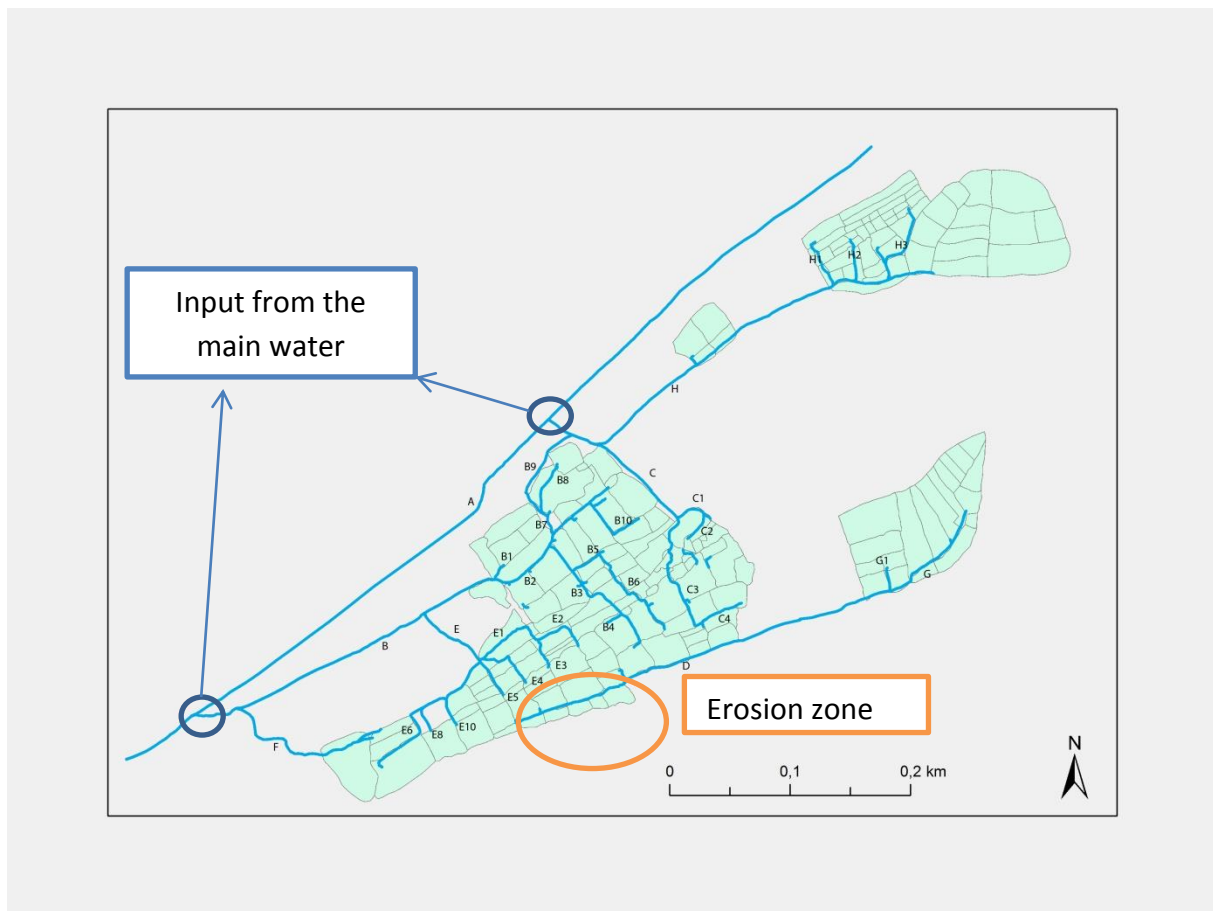 Input from the
main water
H1
H2
H3
H
B9
B8
C
A
C1
B7
B10
C2
B1
B5
G1
G
B2
B6
B3
C3
E2
B4
C4
E
E1
B
D
E3
E4
E5
Erosion zone
E6
E8
E10
F
N
0
0,1
0,2 km